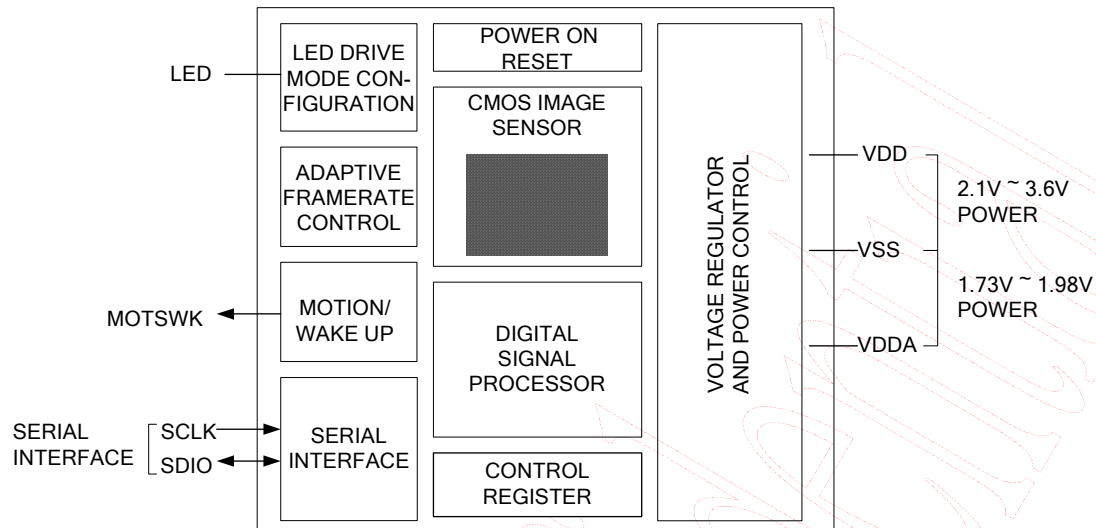 LED
LED DRIVE
MODE CON-
FIGURATION
POWER ON
RESET
CMOS IMAGE
SENSOR
ADAPTIVE
FRAMERATE
CONTROL
MOTSWK
MOTION/
WAKE UP
DIGITAL
SIGNAL
PROCESSOR
SERIAL
INTERFACE
SCLK
SDIO
SERIAL
INTERFACE
CONTROL
REGISTER
VOLTAGE REGULATOR
AND POWER CONTROL
VDD
2.1V ~ 3.6V
POWER
VSS
1.73V ~ 1.98V
POWER
VDDA